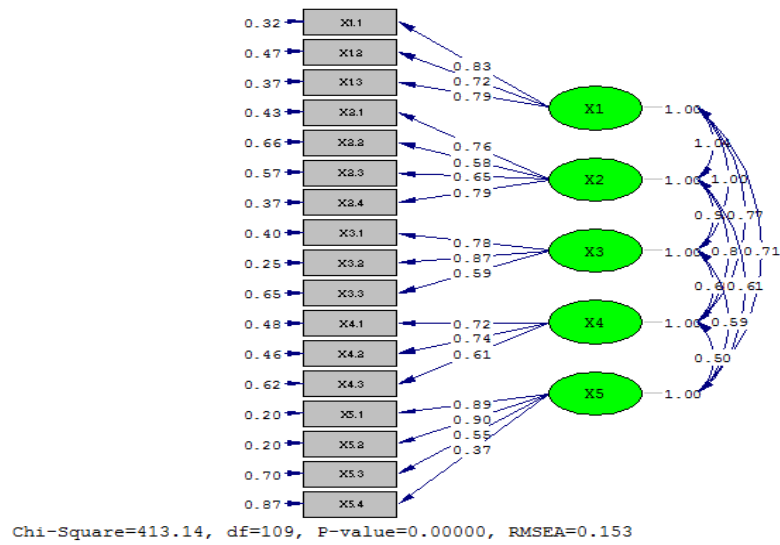 0.32 X1.1
0.47 X1.2
0.37 X1.3
0.43 X2.1
0.66 X2.2
0.57 X2.3
0.37 X2.4
0.40 X3.1
0.25 X3.2
0.65 X3.3
0.48 X4.1
0.46 X4.2
0.62 X4.3
0.20 X5.1
0.20 X5.2
0.70 X5.3
0.87 X5.4
0.83
0.72
0.79
0.76
0.58
0.65
0.79
0.78
0.87
0.59
0.72
0.74
0.61
0.89
0.90
0.55
0.37
X1 1.00
X2 1.00
X3 1.00
X4 1.00
X5 1.00
1.00
0.77
0.71
0.61
0.59
0.50
Chi-Square=413.14, df=109, P-value=0.00000, RMSEA=0.153